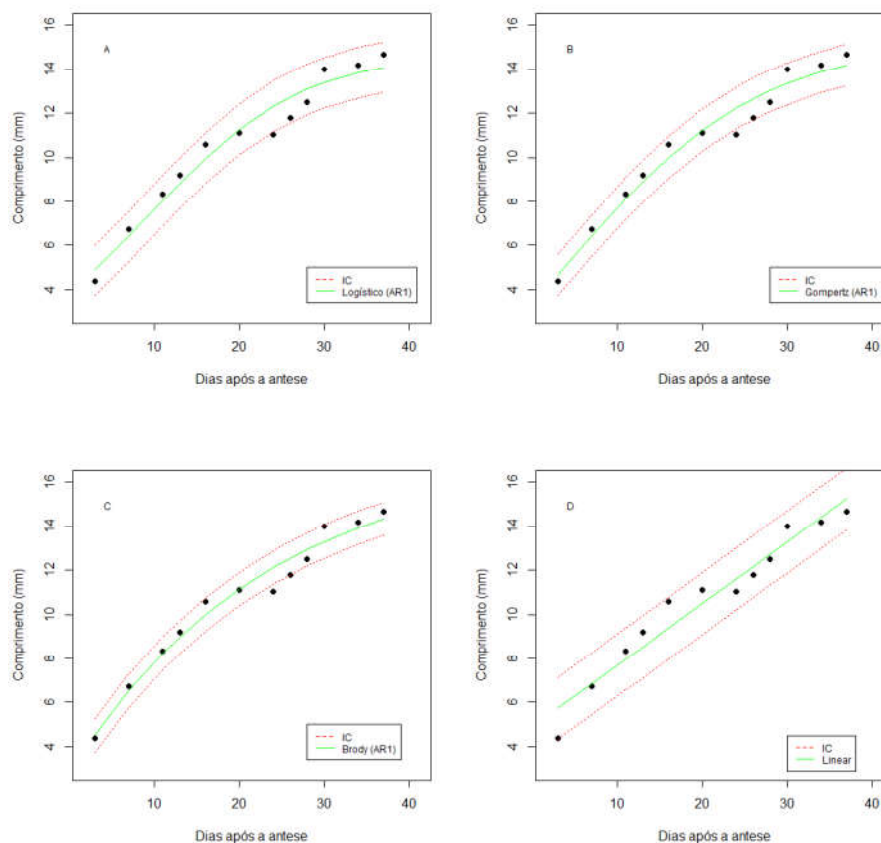 A
16
14
12
10
8
6
4
Comprimento (mm)
IC
Logístico (AR1)
10 20 30 40
Dias após a antese
B
16
14
12
10
8
6
4
Comprimento (mm)
IC
Gompertz (AR1)
10 20 30 40
Dias após a antese
C
16
14
12
10
8
6
4
Comprimento (mm)
IC
Brody (AR1)
10 20 30 40
Dias após a antese
D
16
14
12
10
8
6
4
Comprimento (mm)
IC
Linear
10 20 30 40
Dias após a antese